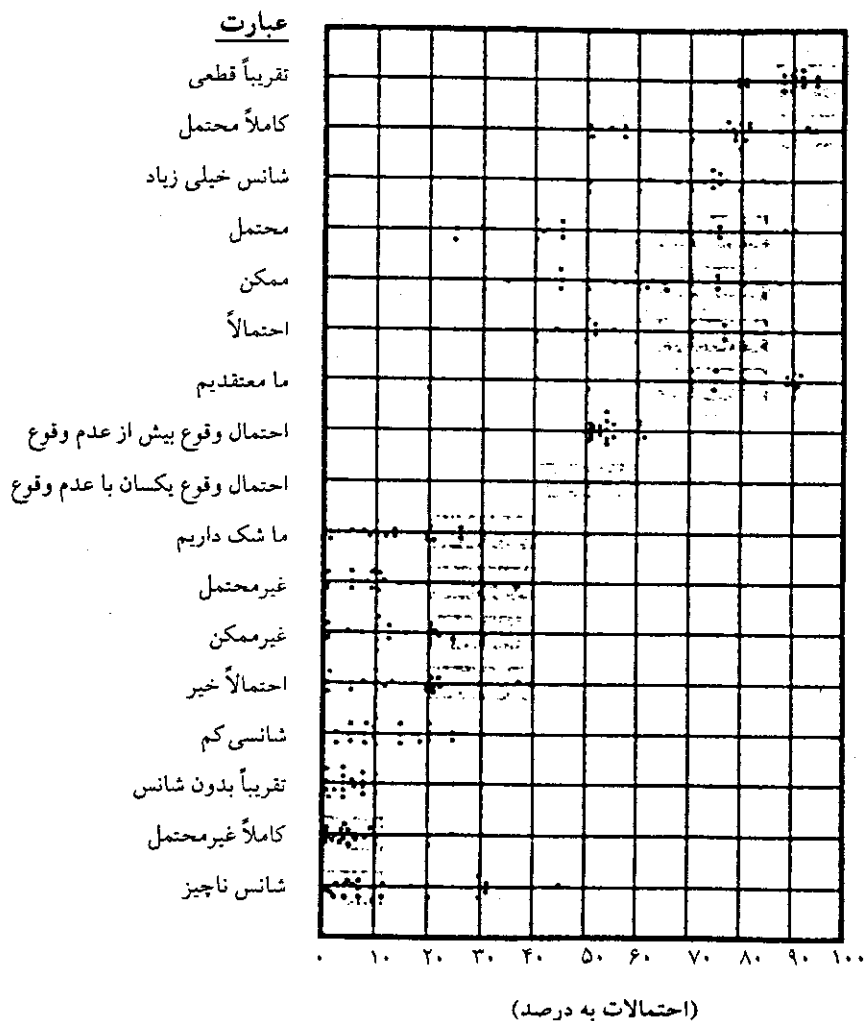 عبارت
تقریباً قطعی
کاملاً محتمل
شانس خیلی زیاد
محتمل
ممکن
احتمالاً
ما معتقدیم
احتمال وقوع بیش از عدم وقوع
احتمال وقوع یکسان با عدم وقوع
ما شک داریم
غیرمحتمل
غیرممکن
احتمالاً خیر
شانسی کم
تقریباً بدون شانس
کاملاً غیرمحتمل
شانس ناچیز
۰ ۱۰ ۲۰ ۳۰ ۴۰ ۵۰ ۶۰ ۷۰ ۸۰ ۹۰ ۱۰۰
(احتمالات به درصد)